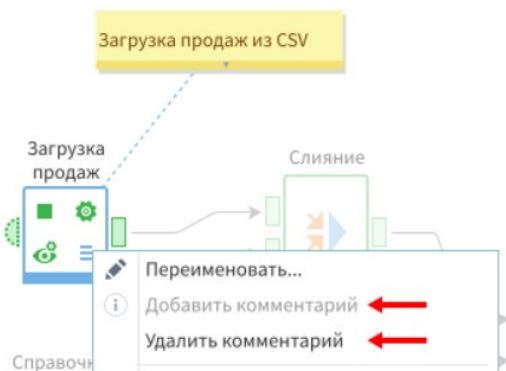 Загрузка продаж из CSV
Загрузка
продаж
Слияние
Переименовать...
Добавить комментарий
Удалить комментарий